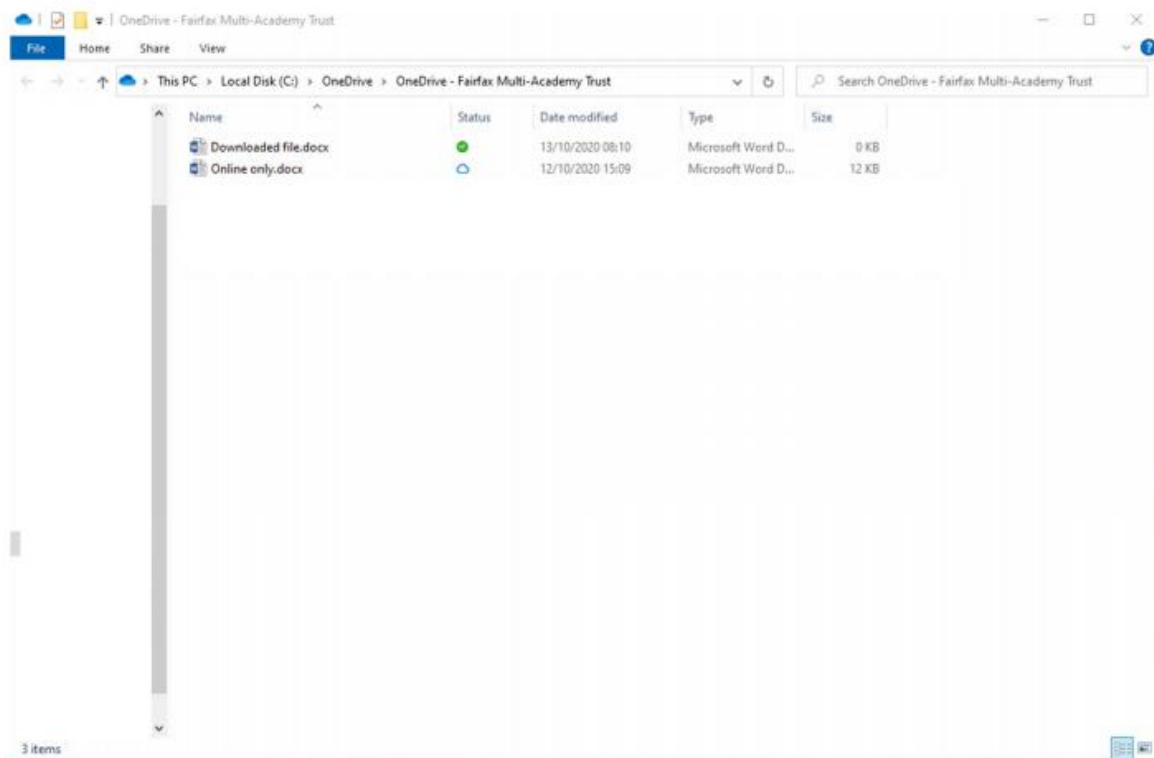 OneDrive - Fairfax Multi-Academy Trust
File Home Share View
This PC > Local Disk (C:) > OneDrive > OneDrive - Fairfax Multi-Academy Trust Search OneDrive - Fairfax Multi-Academy Trust
Name Status Date modified Type Size
Downloaded file.docx 13/10/2020 08:10 Microsoft Word D... 0 KB
Online only.docx 12/10/2020 15:09 Microsoft Word D... 12 KB
3 items